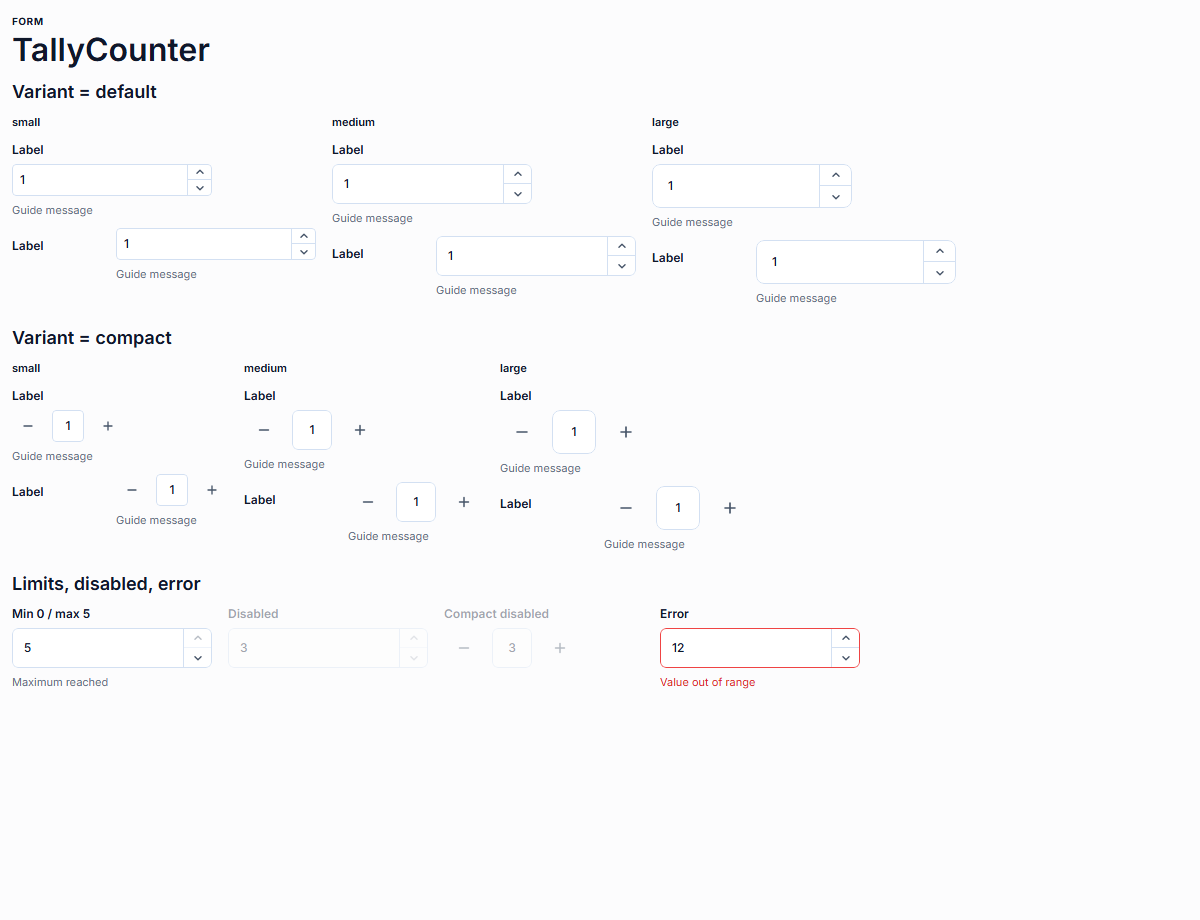 FORM
TallyCounter
Variant = default
small
medium
large
Label
Label
Label
1
1
1
Guide message
Guide message
Guide message
Label
1
Label
1
Label
1
Guide message
Guide message
Guide message
Variant = compact
small
medium
large
Label
Label
Label
− 1 +
− 1 +
− 1 +
Guide message
Guide message
Guide message
Label
− 1 +
Label
− 1 +
Label
− 1 +
Guide message
Guide message
Guide message
Limits, disabled, error
Min 0 / max 5
Disabled
Compact disabled
Error
5
3
− 3 +
12
Maximum reached
Value out of range